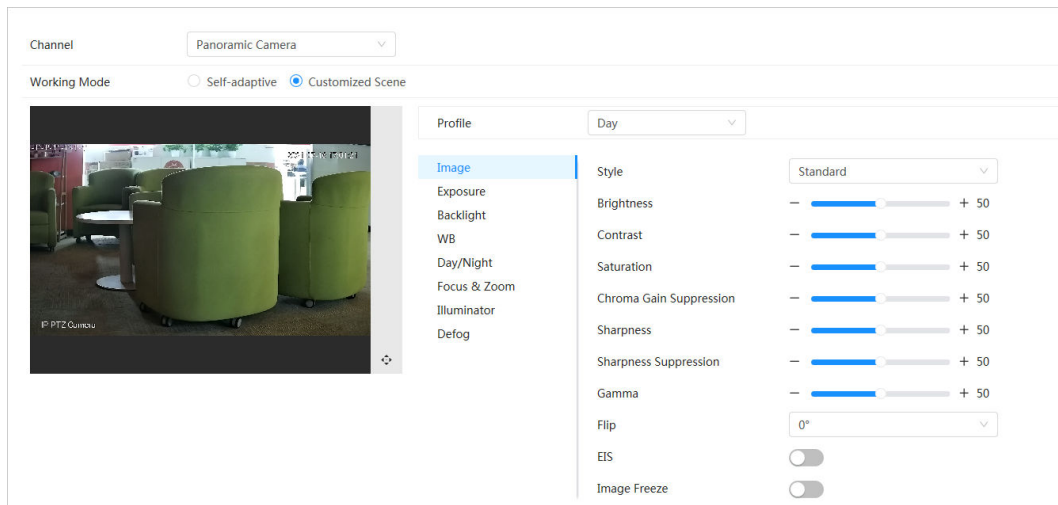 Channel
Panoramic Camera
Working Mode
Self-adaptive
Customized Scene
Profile
Day
Image
Exposure
Backlight
WB
Day/Night
Focus & Zoom
Illuminator
Defog
IP PTZ Camera
Style
Standard
Brightness
− + 50
Contrast
− + 50
Saturation
− + 50
Chroma Gain Suppression
− + 50
Sharpness
− + 50
Sharpness Suppression
− + 50
Gamma
− + 50
Flip
0°
EIS
Image Freeze